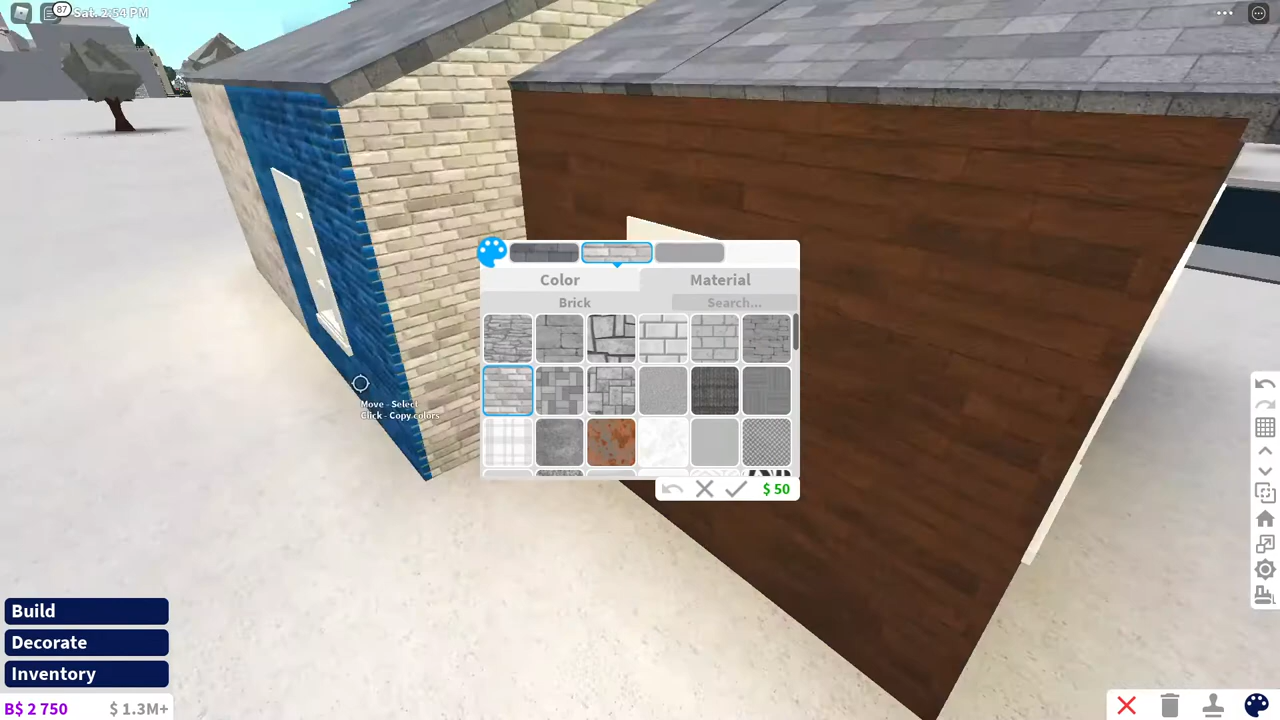 87
Sat. 2:54 PM
Color
Material
Brick
Search...
Move - Select
Click - Copy colors
$ 50
Build
Decorate
Inventory
B$ 2 750
$ 1.3M+